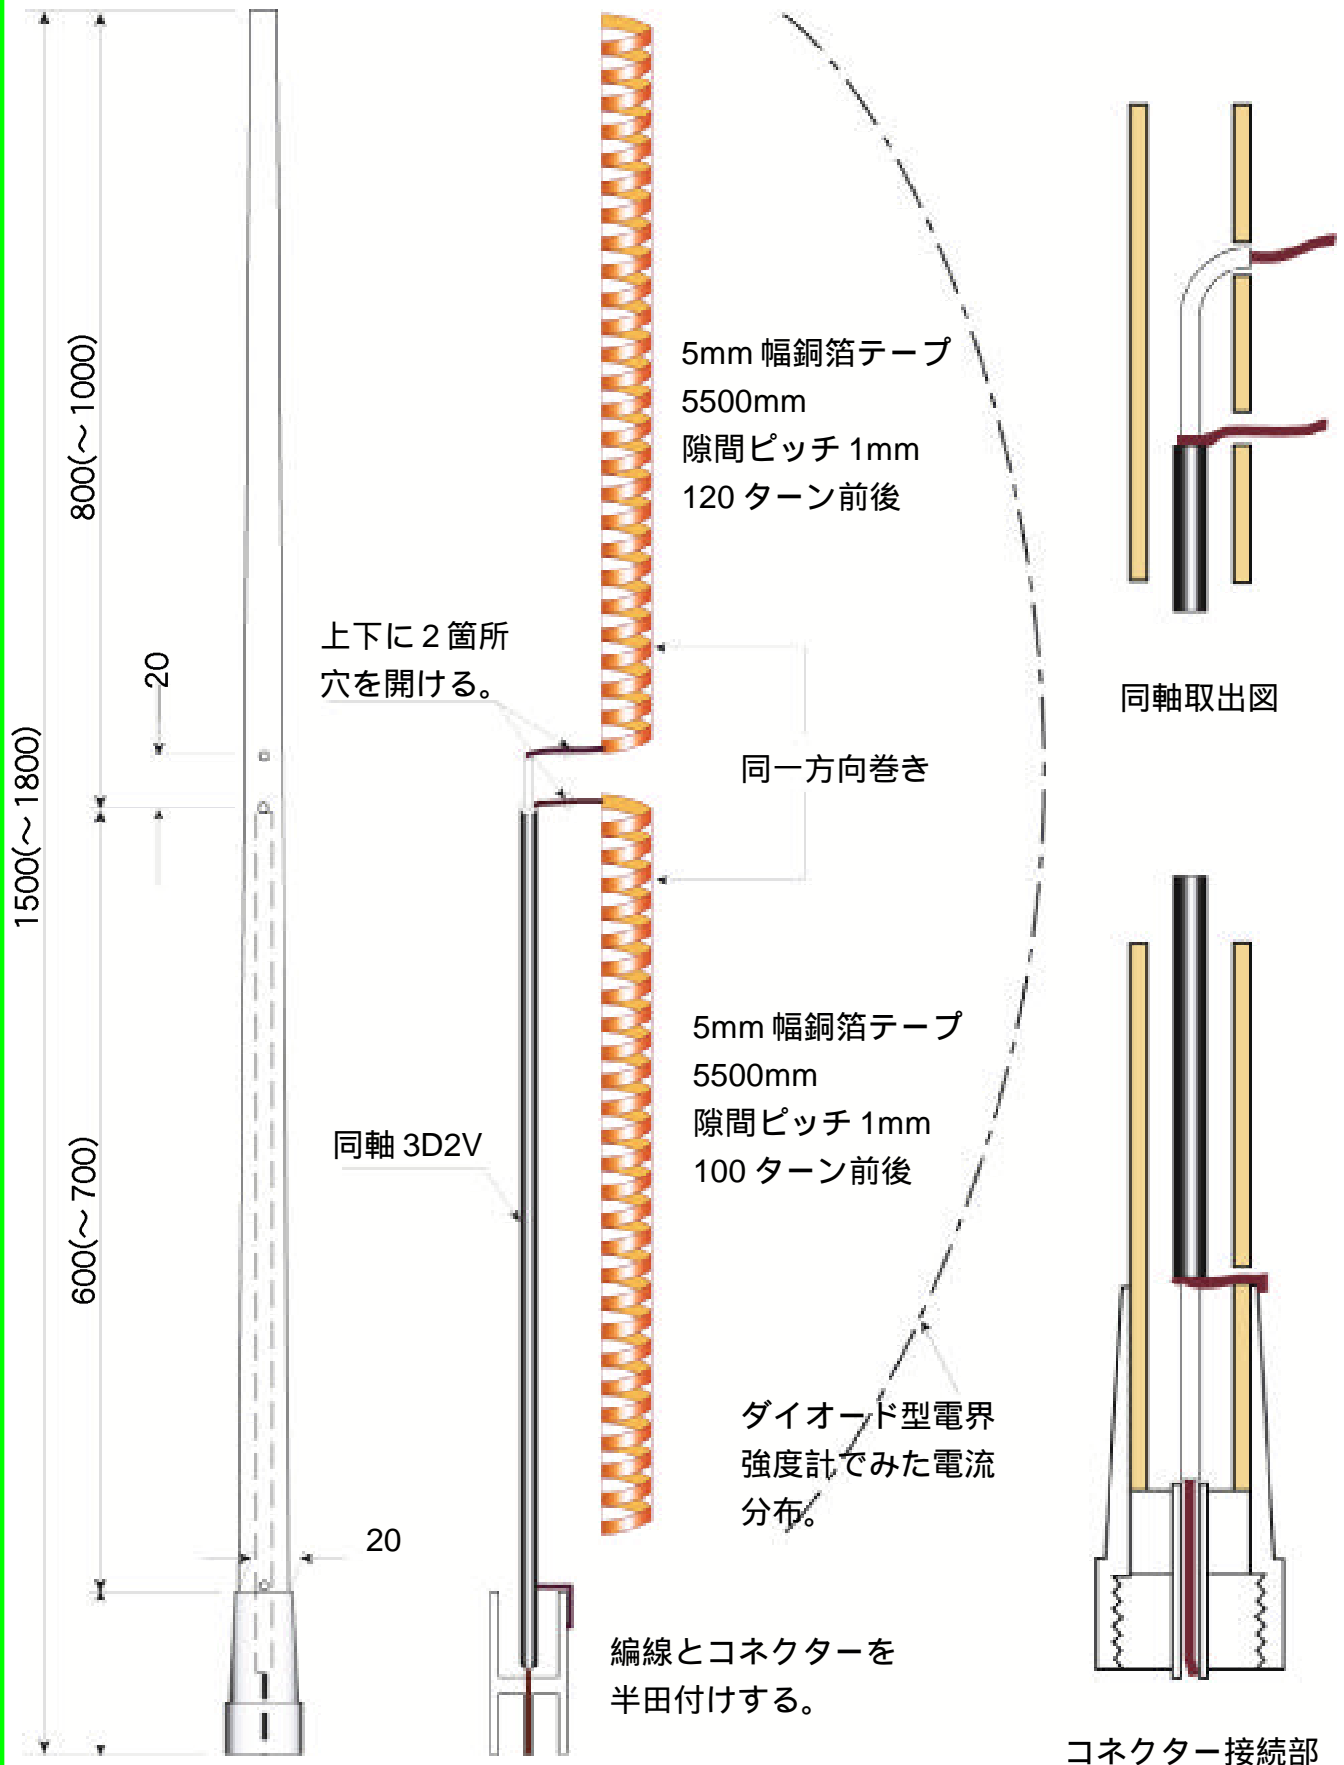 1500(～1800)
800(～1000)
20
600(～700)
20
上下に2箇所
穴を開ける。
同軸 3D2V
5mm 幅銅箔テープ
5500mm
隙間ピッチ 1mm
120 ターン前後
同一方向巻き
5mm 幅銅箔テープ
5500mm
隙間ピッチ 1mm
100 ターン前後
ダイオード型電界
強度計でみた電流
分布。
編線とコネクターを
半田付けする。
同軸取出図
コネクター接続部